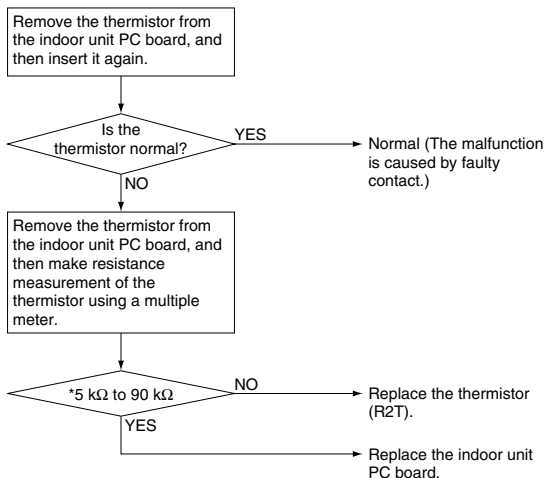 Remove the thermistor from
the indoor unit PC board, and
then insert it again.
Is the
thermistor normal?
YES
Normal (The malfunction
is caused by faulty
contact.)
NO
Remove the thermistor from
the indoor unit PC board, and
then make resistance
measurement of the
thermistor using a multiple
meter.
*5 kΩ to 90 kΩ
NO
Replace the thermistor
(R2T).
YES
Replace the indoor unit
PC board.